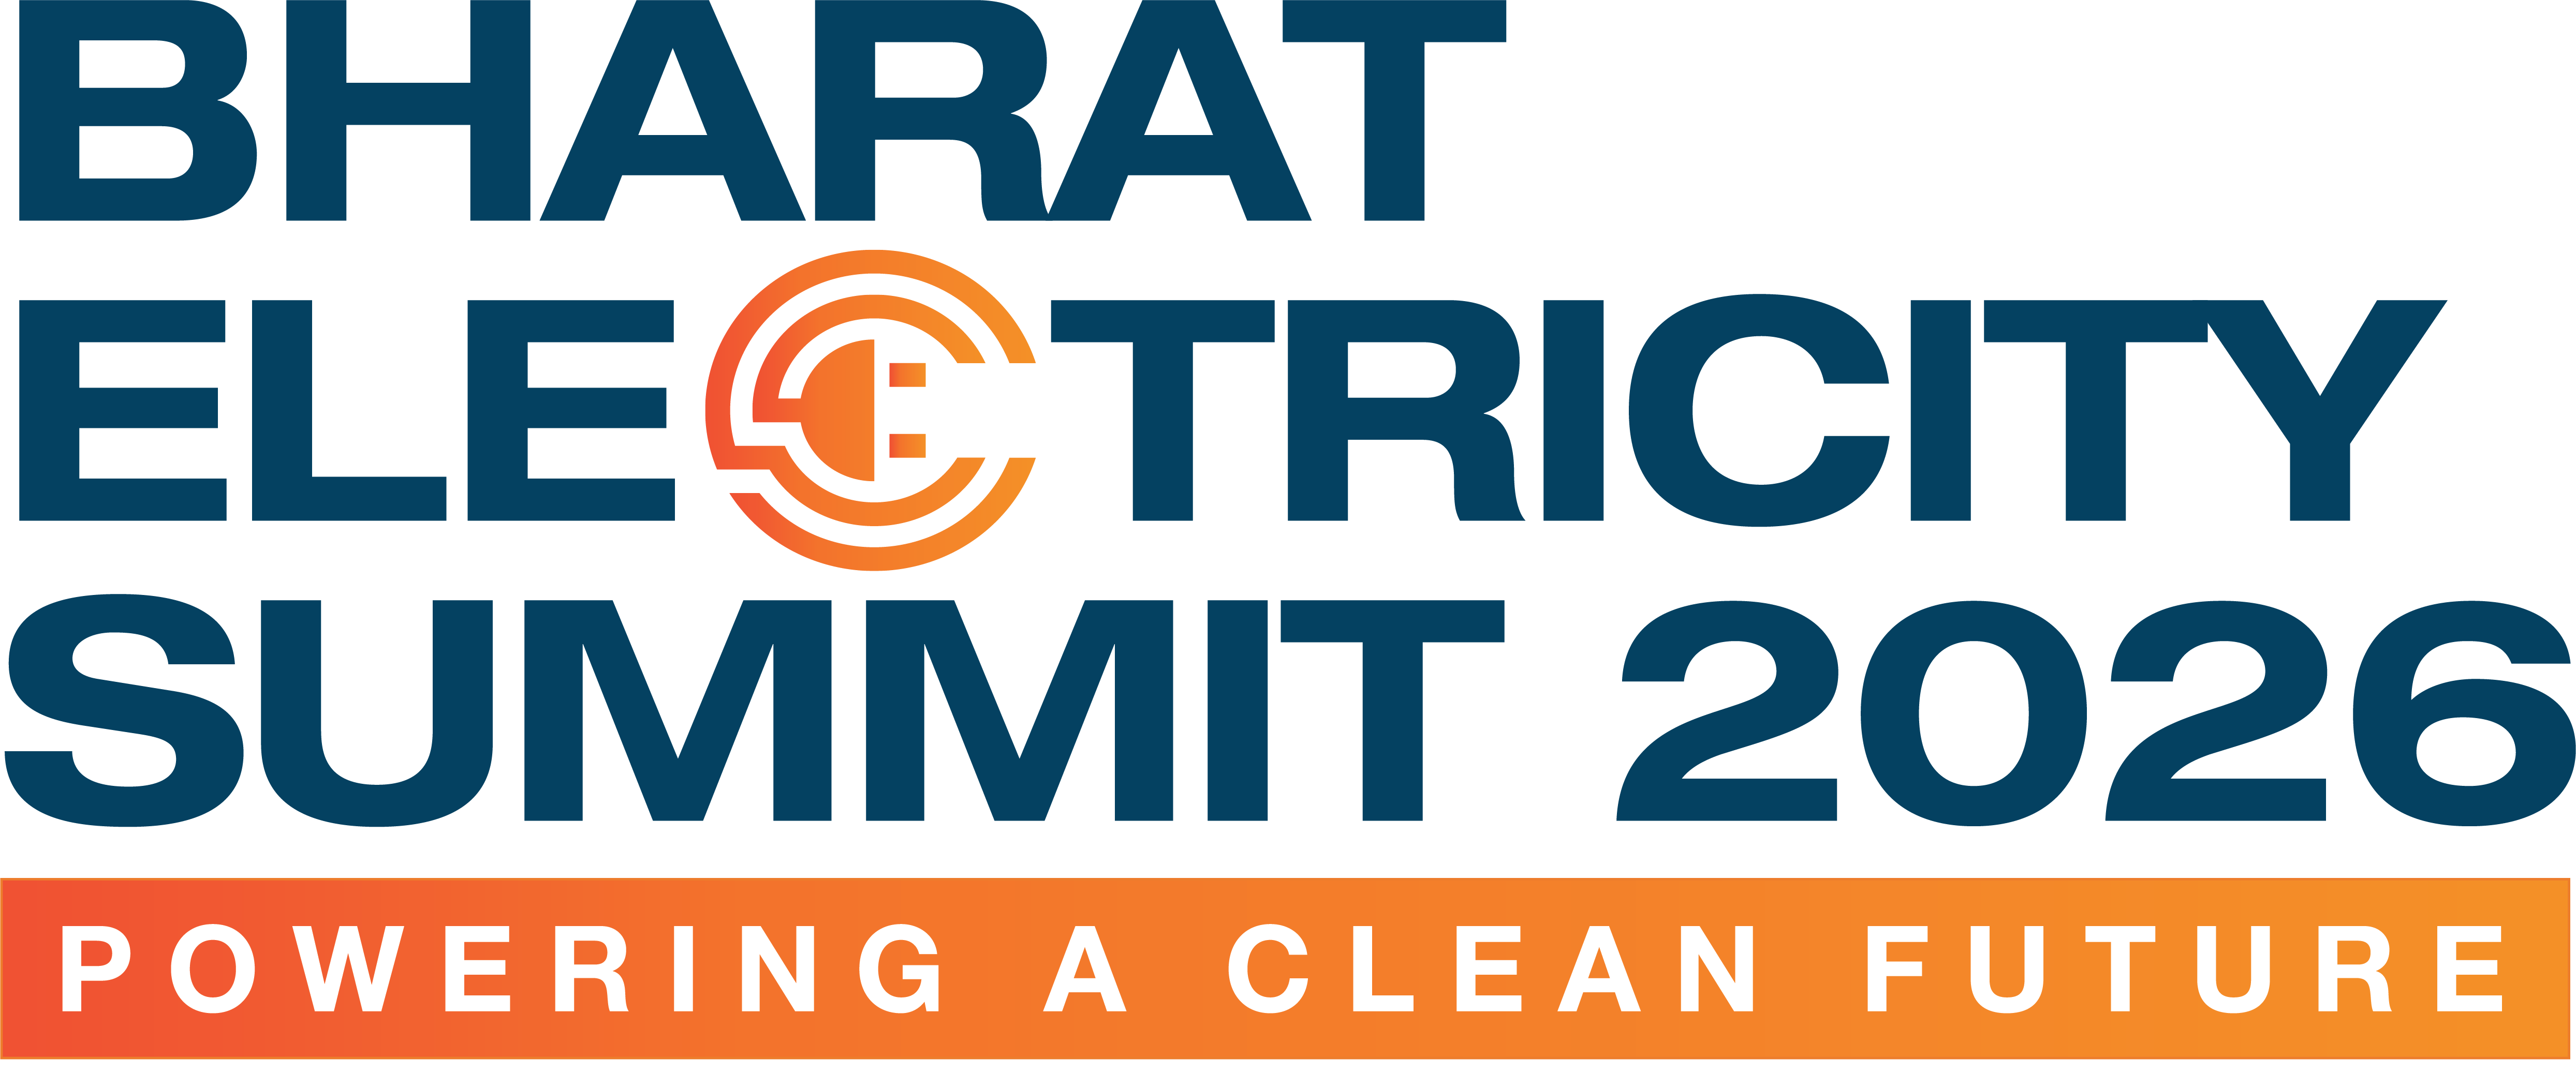 BHARAT
ELECTRICITY
SUMMIT 2026
POWERING A CLEAN FUTURE